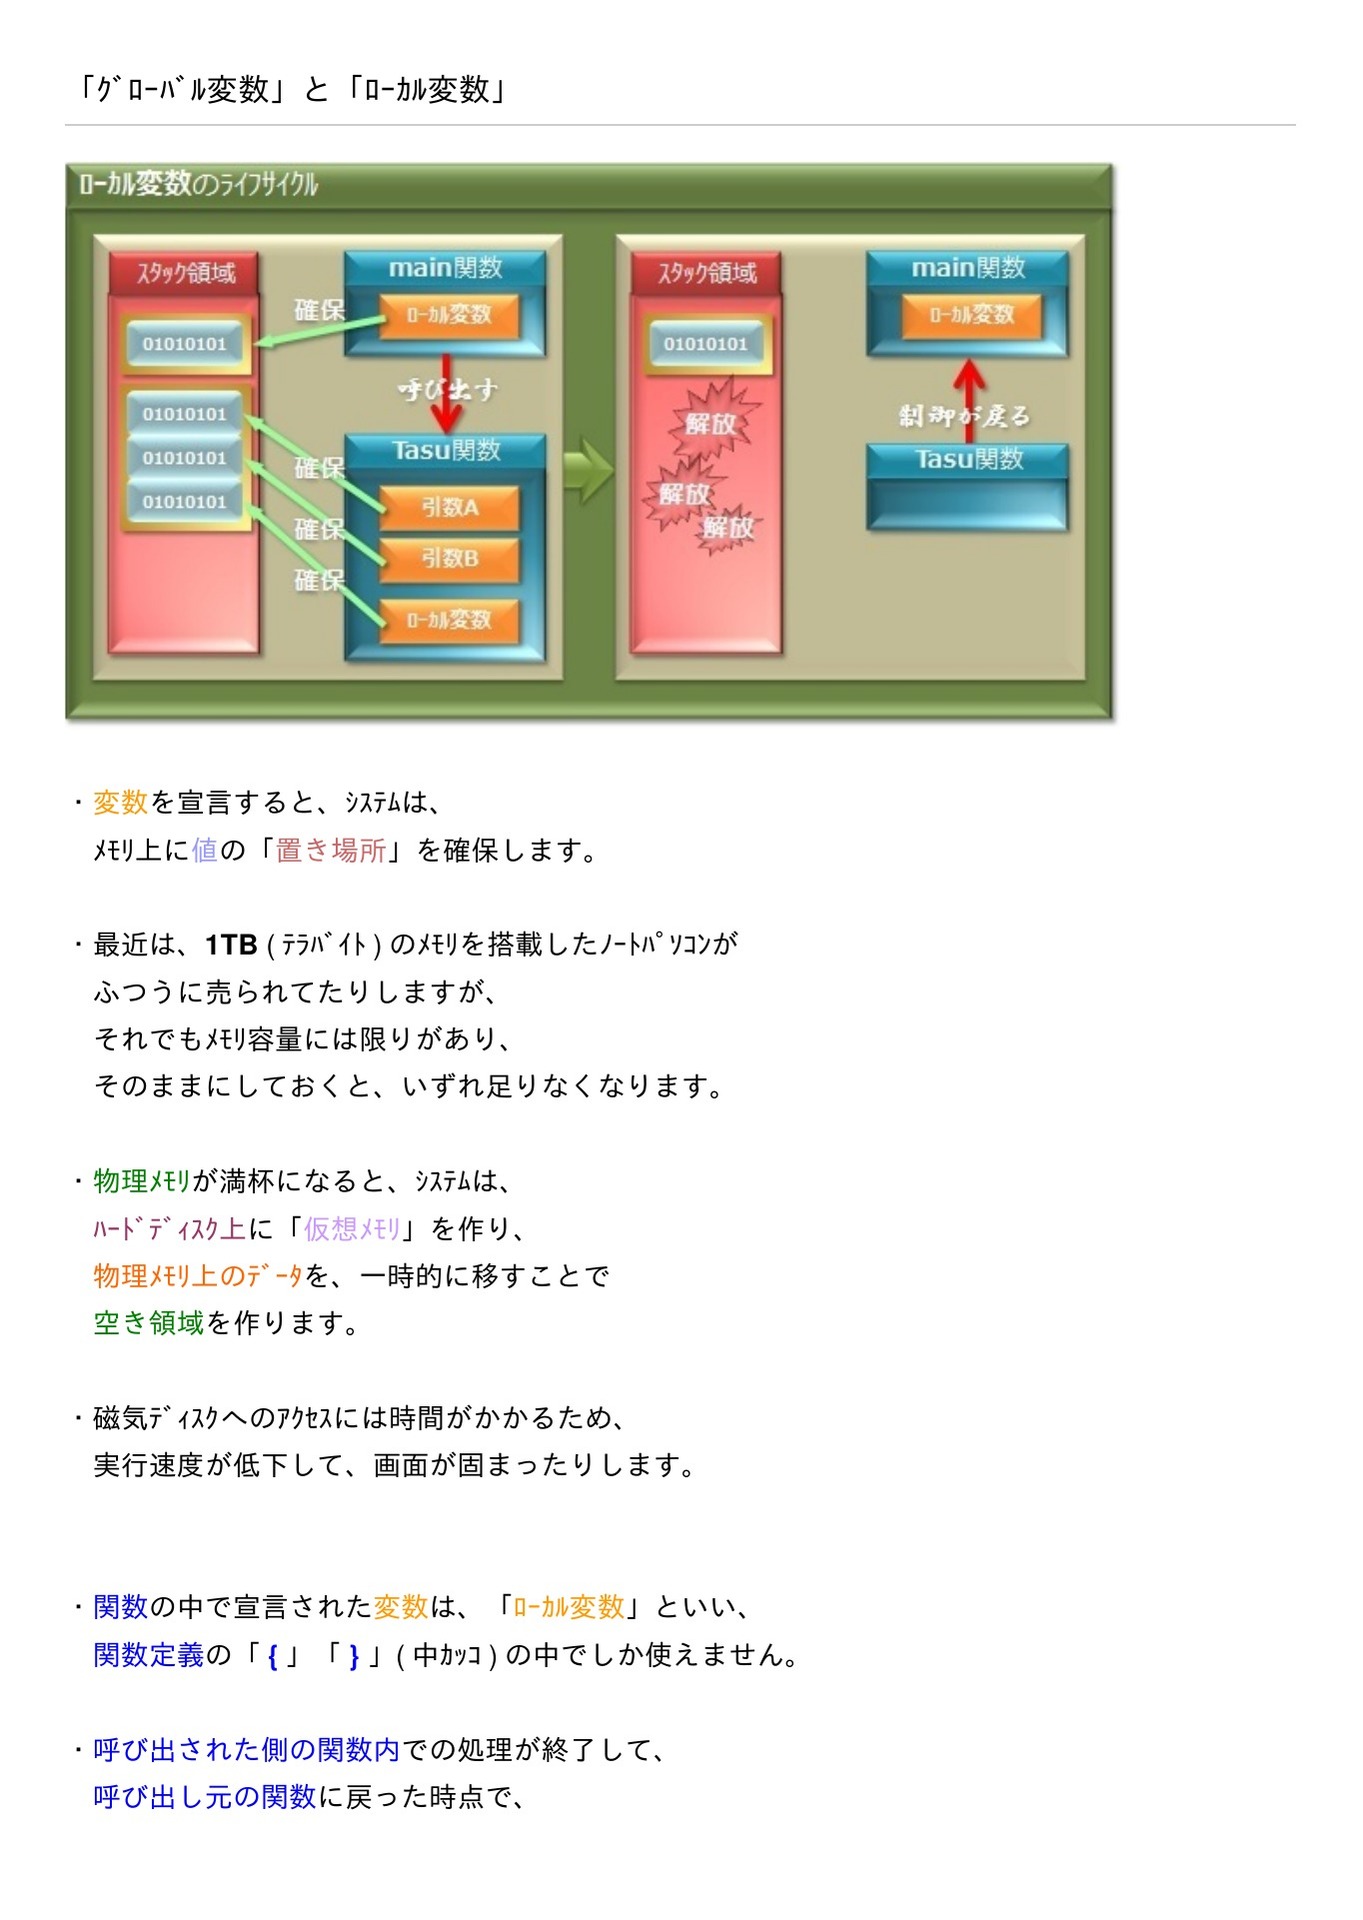 「ｸﾞﾛｰﾊﾞﾙ変数」と「ﾛｰｶﾙ変数」
ﾛｰｶﾙ変数のﾗｲﾌｻｲｸﾙ
ｽﾀｯｸ領域
main関数
確保
ﾛｰｶﾙ変数
01010101
呼び出す
01010101
Tasu関数
01010101
確保
01010101
引数A
確保
引数B
確保
ﾛｰｶﾙ変数
ｽﾀｯｸ領域
main関数
ﾛｰｶﾙ変数
01010101
解放
制御が戻る
Tasu関数
解放
解放
・変数を宣言すると、ｼｽﾃﾑは、
ﾒﾓﾘ上に値の「置き場所」を確保します。
・最近は、1TB ( ﾃﾗﾊﾞｲﾄ ) のﾒﾓﾘを搭載したﾉｰﾄﾊﾟｿｺﾝが
ふつうに売られてたりしますが、
それでもﾒﾓﾘ容量には限りがあり、
そのままにしておくと、いずれ足りなくなります。
・物理ﾒﾓﾘが満杯になると、ｼｽﾃﾑは、
ﾊｰﾄﾞﾃﾞｨｽｸ上に「仮想ﾒﾓﾘ」を作り、
物理ﾒﾓﾘ上のﾃﾞｰﾀを、一時的に移すことで
空き領域を作ります。
・磁気ﾃﾞｨｽｸへのｱｸｾｽには時間がかかるため、
実行速度が低下して、画面が固まったりします。
・関数の中で宣言された変数は、「ﾛｰｶﾙ変数」といい、
関数定義の「 { 」「 } 」( 中ｶｯｺ ) の中でしか使えません。
・呼び出された側の関数内での処理が終了して、
呼び出し元の関数に戻った時点で、